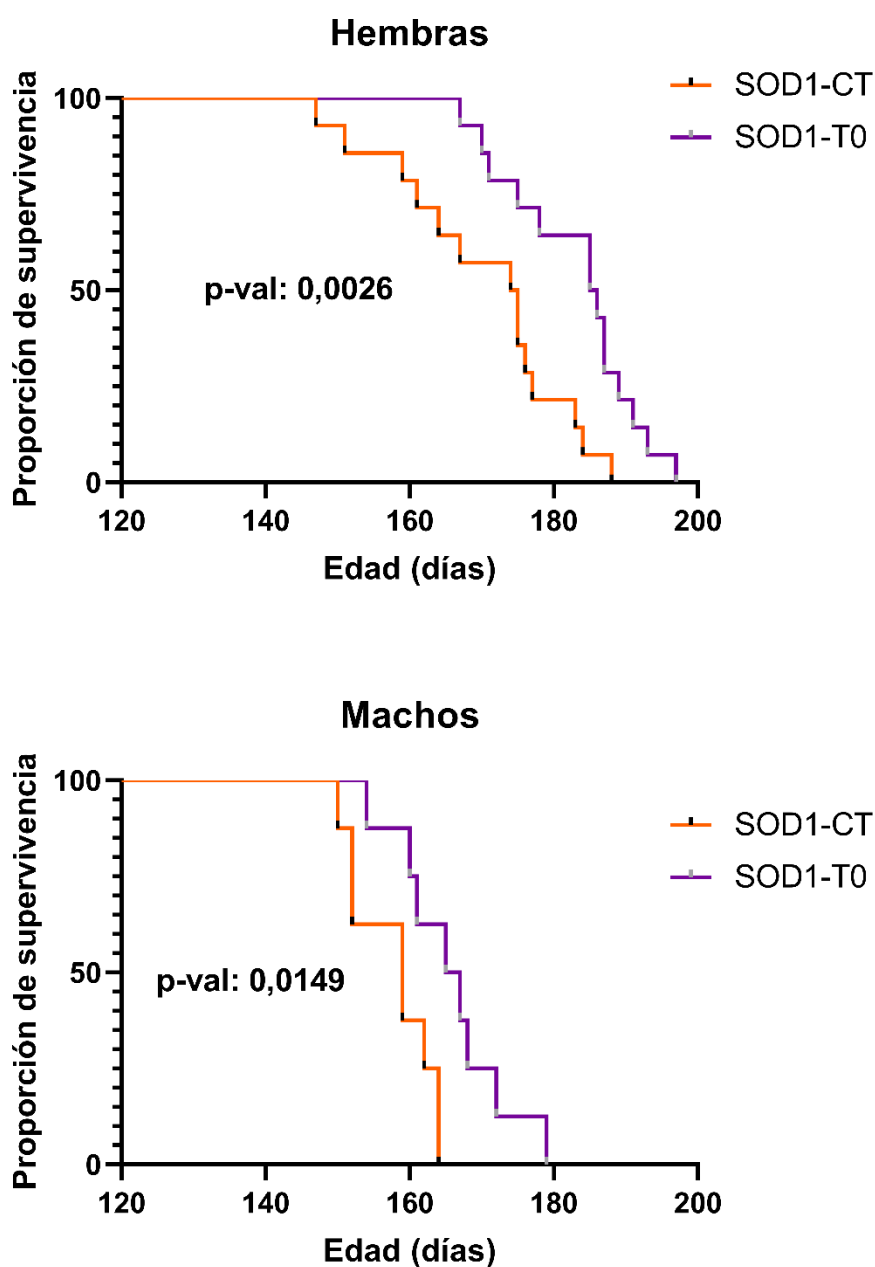 Hembras
SOD1-CT
SOD1-T0
Proporción de supervivencia
100
50
0
p-val: 0,0026
120 140 160 180 200
Edad (días)
Machos
SOD1-CT
SOD1-T0
Proporción de supervivencia
100
50
0
p-val: 0,0149
120 140 160 180 200
Edad (días)